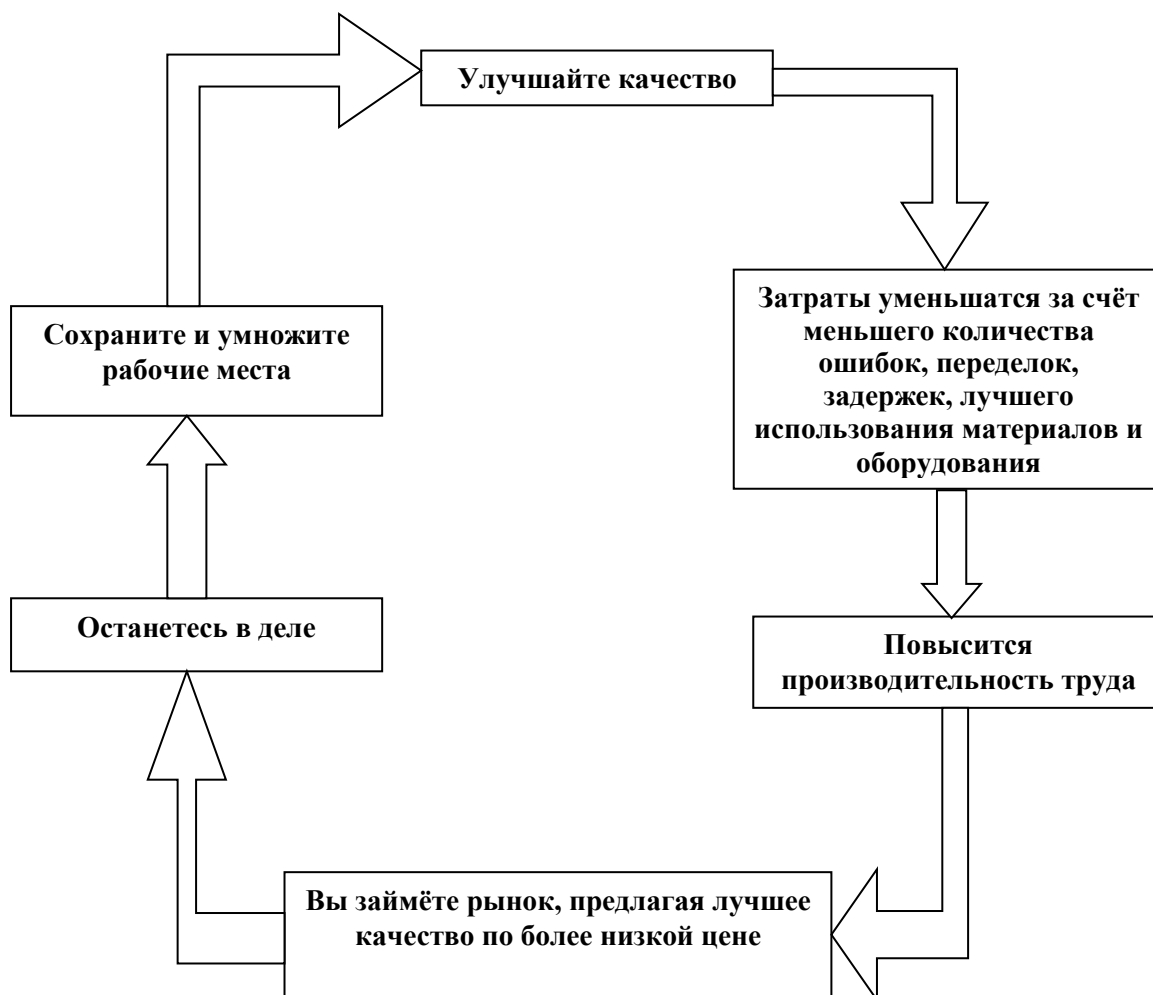 Улучшайте качество
Затраты уменьшатся за счёт
меньшего количества
ошибок, переделок,
задержек, лучшего
использования материалов и
оборудования
Повысится
производительность труда
Вы займёте рынок, предлагая лучшее
качество по более низкой цене
Останетесь в деле
Сохраните и умножите
рабочие места